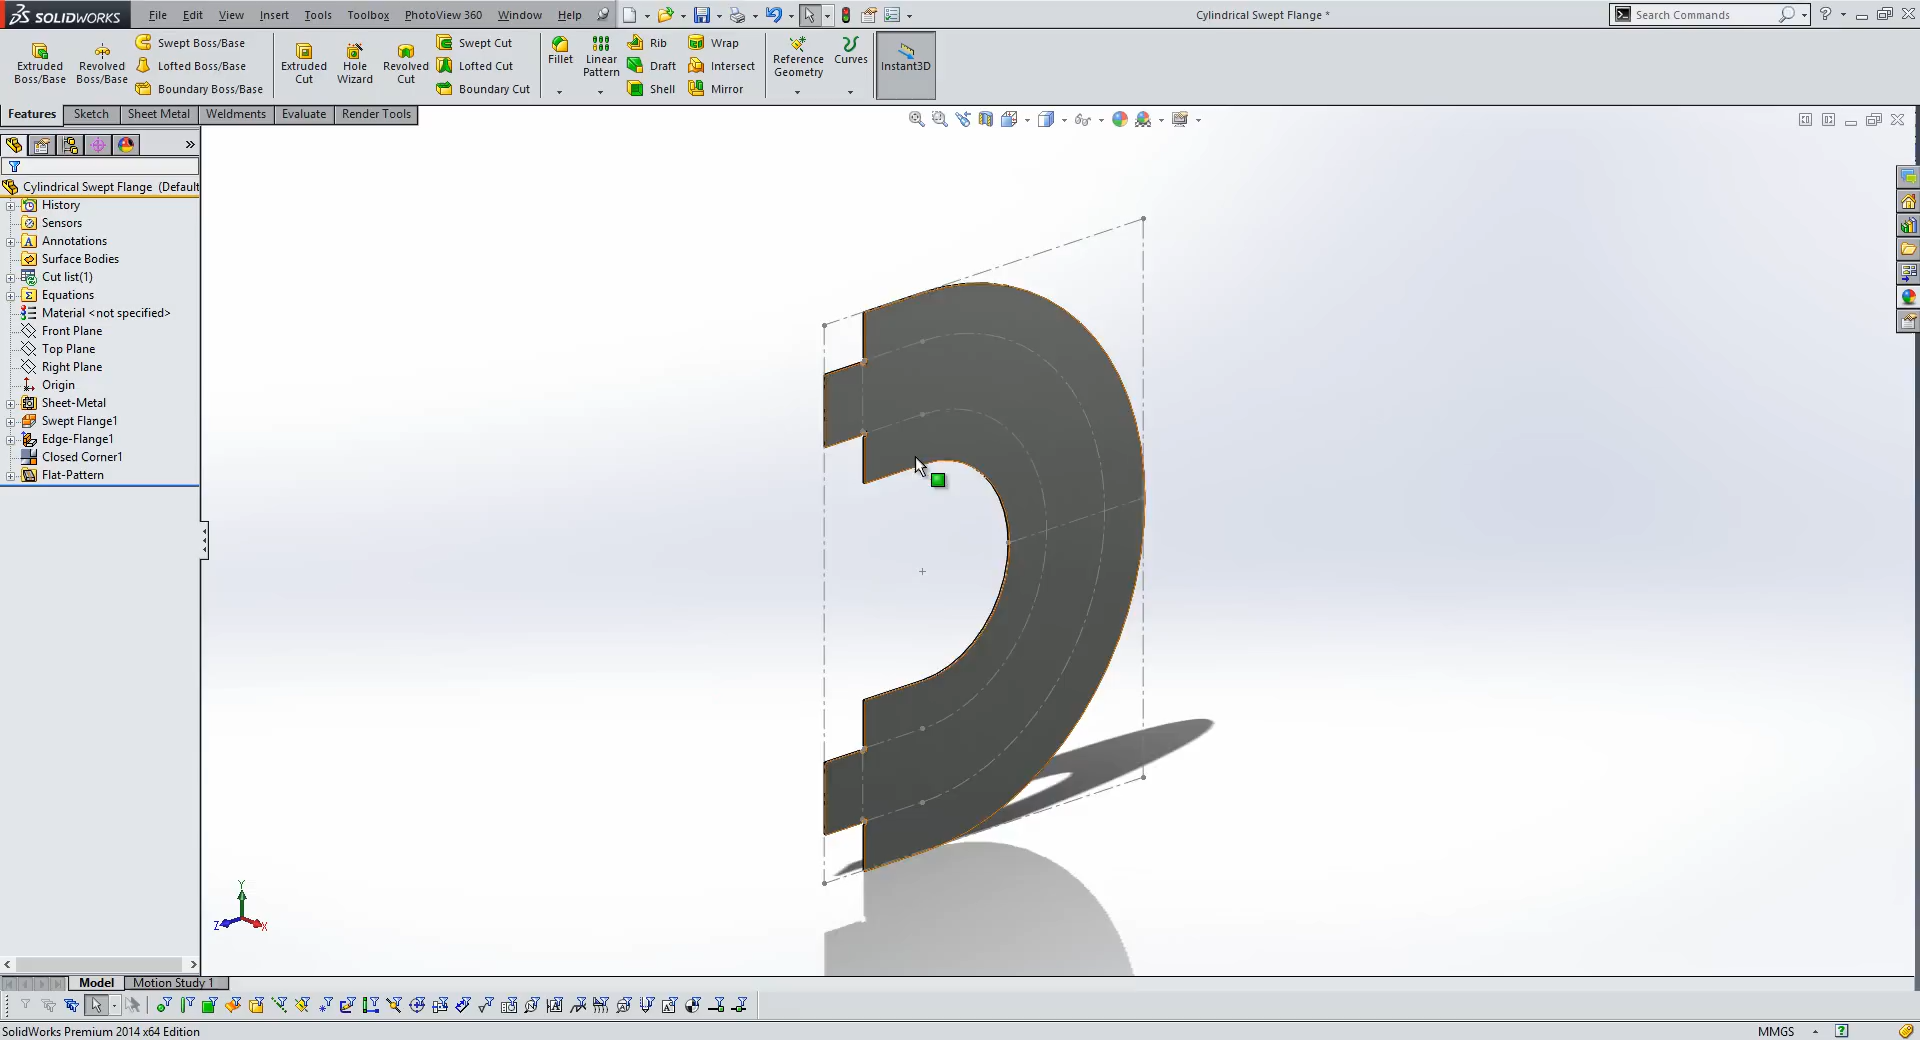 SOLIDWORKS File Edit View Insert Tools Toolbox PhotoView 360 Window Help Cylindrical Swept Flange * Search Commands
Extruded Boss/Base
Revolved Boss/Base
Swept Boss/Base
Lofted Boss/Base
Boundary Boss/Base
Extruded Cut
Hole Wizard
Revolved Cut
Swept Cut
Lofted Cut
Boundary Cut
Fillet
Linear Pattern
Rib
Draft
Shell
Wrap
Intersect
Mirror
Reference Geometry
Curves
Instant3D
Features Sketch Sheet Metal Weldments Evaluate Render Tools
Cylindrical Swept Flange (Default
History
Sensors
Annotations
Surface Bodies
Cut list(1)
Equations
Material <not specified>
Front Plane
Top Plane
Right Plane
Origin
Sheet-Metal
Swept Flange1
Edge-Flange1
Closed Corner1
Flat-Pattern
Y
Z X
Model Motion Study 1
SolidWorks Premium 2014 x64 Edition MMGS